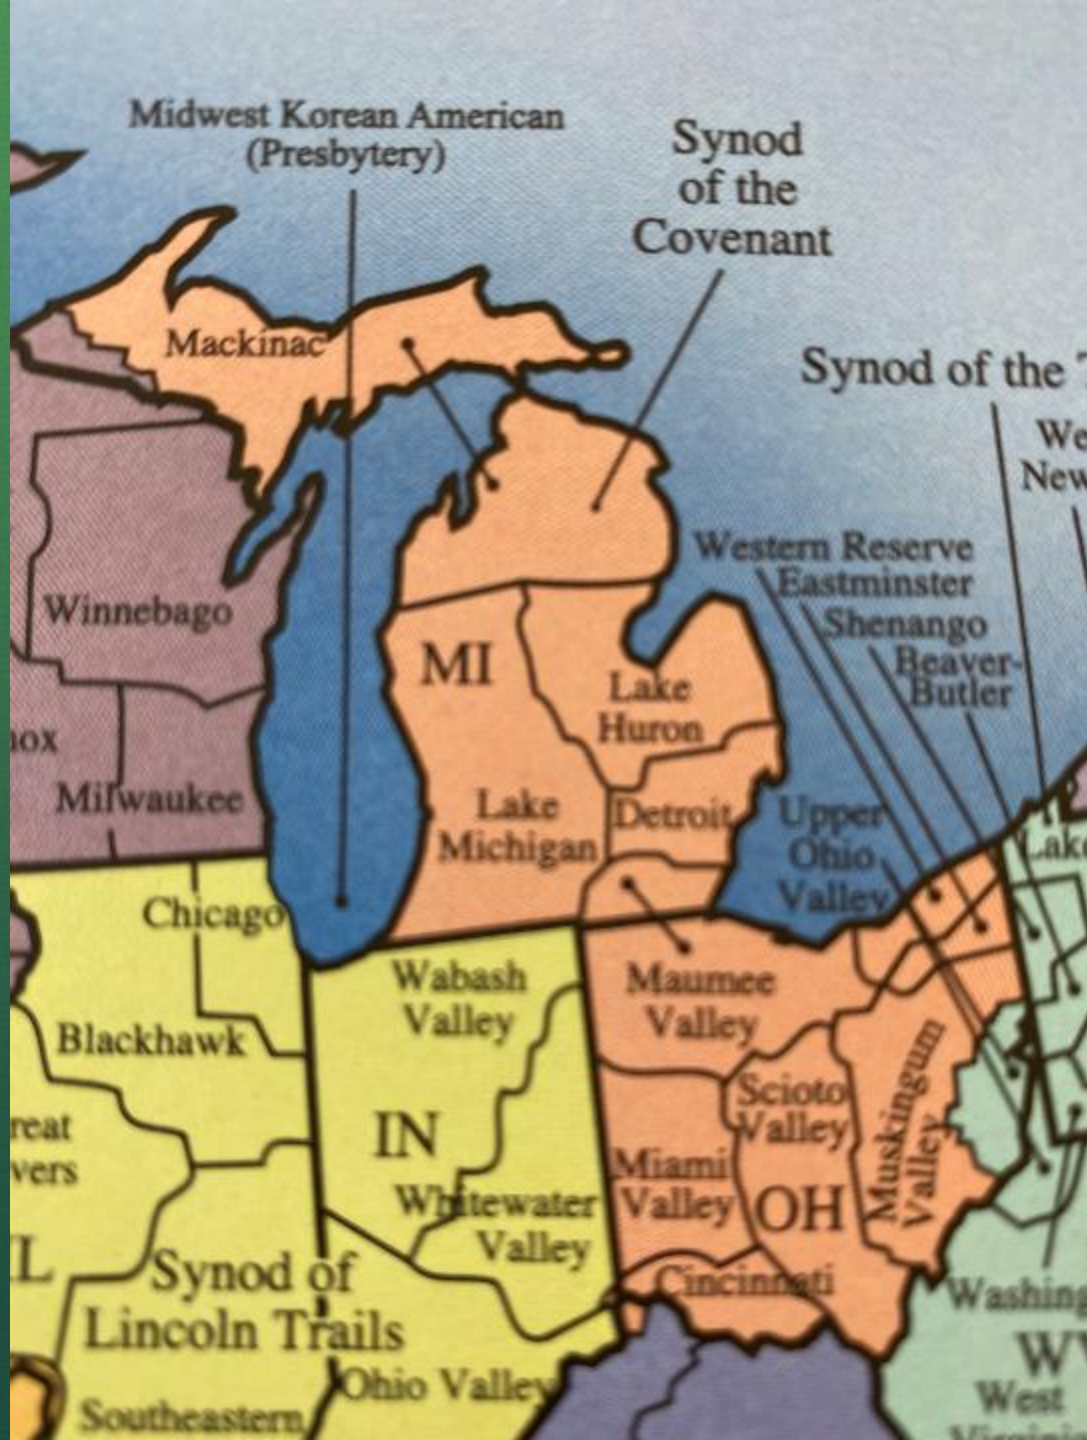 Midwest Korean American
(Presbytery)
Synod
of the
Covenant
Mackinac
Synod of the
Western Reserve
Eastminster
Shenango
Beaver-
Butler
Winnebago
MI
Lake
Huron
Milwaukee
Lake
Michigan
Detroit
Upper
Ohio
Valley
Chicago
Wabash
Valley
Maumee
Valley
Blackhawk
IN
Scioto
Valley
Muskingum
Valley
Miami
Valley
OH
Whitewater
Valley
Synod of
Lincoln Trails
Cincinnati
Ohio Valley
Southeastern
West